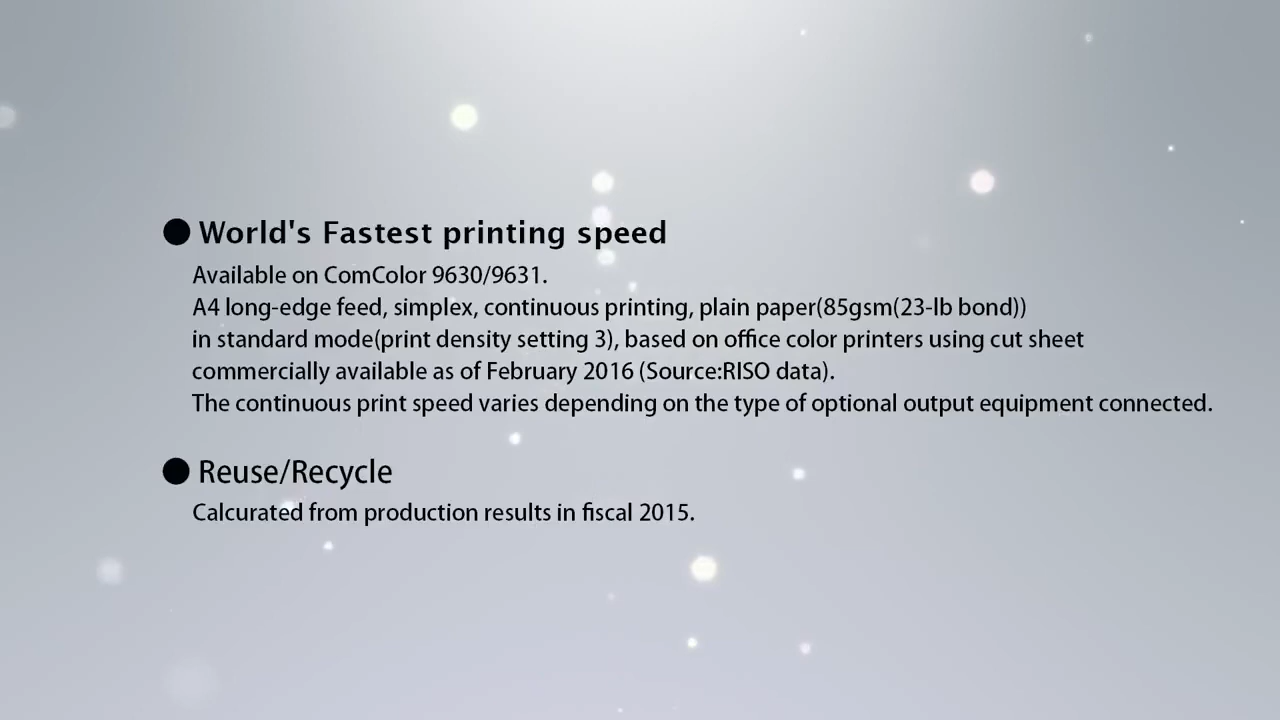 ● World's Fastest printing speed
Available on ComColor 9630/9631.
A4 long-edge feed, simplex, continuous printing, plain paper(85gsm(23-lb bond))
in standard mode(print density setting 3), based on office color printers using cut sheet
commercially available as of February 2016 (Source:RISO data).
The continuous print speed varies depending on the type of optional output equipment connected.
● Reuse/Recycle
Calcurated from production results in fiscal 2015.